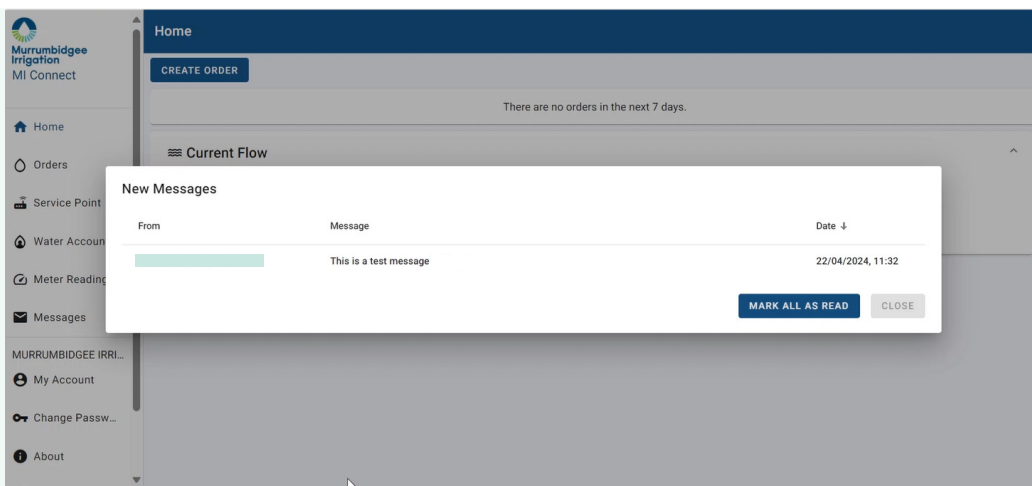 Murrumbidgee
Irrigation
MI Connect
Home
Orders
Service Point
Water Accoun
Meter Reading
Messages
MURRUMBIDGEE IRRI...
My Account
Change Passw...
About
Home
CREATE ORDER
There are no orders in the next 7 days.
Current Flow
New Messages
From Message Date
This is a test message 22/04/2024, 11:32
MARK ALL AS READ CLOSE